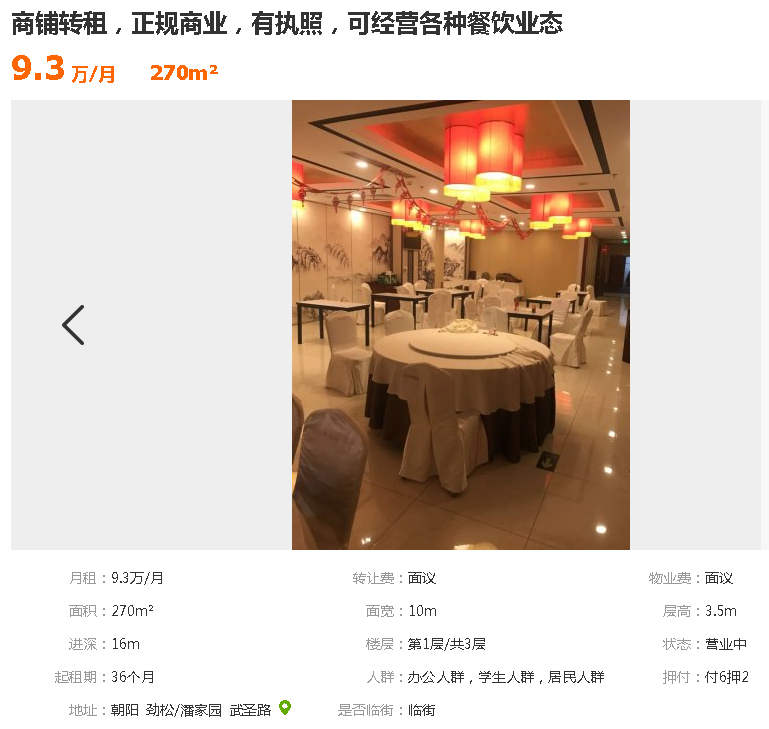 商铺转租，正规商业，有执照，可经营各种餐饮业态
9.3 万/月 270m²
月租：9.3万/月 转让费：面议 物业费：面议
面积：270m² 面宽：10m 层高：3.5m
进深：16m 楼层：第1层/共3层 状态：营业中
起租期：36个月 人群：办公人群，学生人群，居民人群 押付：付6押2
地址：朝阳 劲松/潘家园 武圣路 是否临街：临街